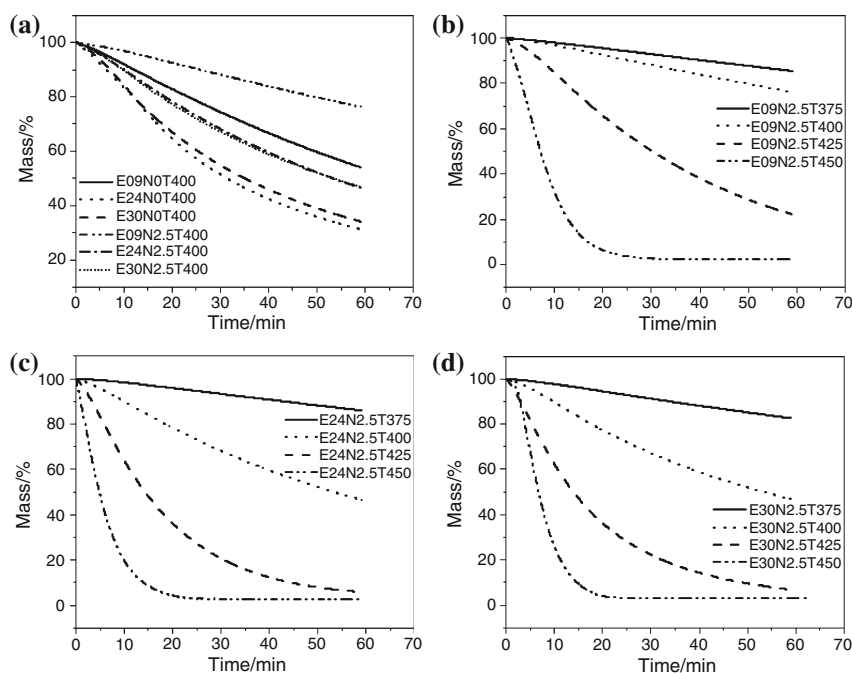 (a)
100
80
60
40
20
Mass/%
E09N0T400
E24N0T400
E30N0T400
E09N2.5T400
E24N2.5T400
E30N2.5T400
0 10 20 30 40 50 60 70
Time/min
(b)
100
80
60
40
20
0
Mass/%
E09N2.5T375
E09N2.5T400
E09N2.5T425
E09N2.5T450
0 10 20 30 40 50 60 70
Time/min
(c)
100
80
60
40
20
0
Mass/%
E24N2.5T375
E24N2.5T400
E24N2.5T425
E24N2.5T450
0 10 20 30 40 50 60 70
Time/min
(d)
100
80
60
40
20
0
Mass/%
E30N2.5T375
E30N2.5T400
E30N2.5T425
E30N2.5T450
0 10 20 30 40 50 60 70
Time/min